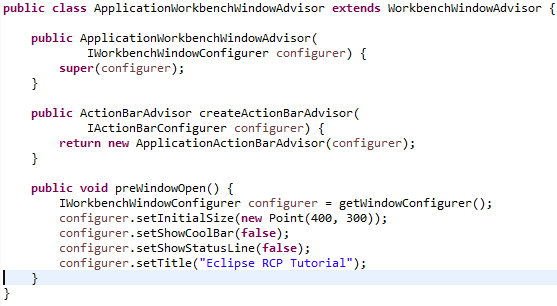 public class ApplicationWorkbenchWindowAdvisor extends WorkbenchWindowAdvisor {
public ApplicationWorkbenchWindowAdvisor(
IWorkbenchWindowConfigurer configurer) {
super(configurer);
}
public ActionBarAdvisor createActionBarAdvisor(
IActionBarConfigurer configurer) {
return new ApplicationActionBarAdvisor(configurer);
}
public void preWindowOpen() {
IWorkbenchWindowConfigurer configurer = getWindowConfigurer();
configurer.setInitialSize(new Point(400, 300));
configurer.setShowCoolBar(false);
configurer.setShowStatusLine(false);
configurer.setTitle("Eclipse RCP Tutorial");
}
}